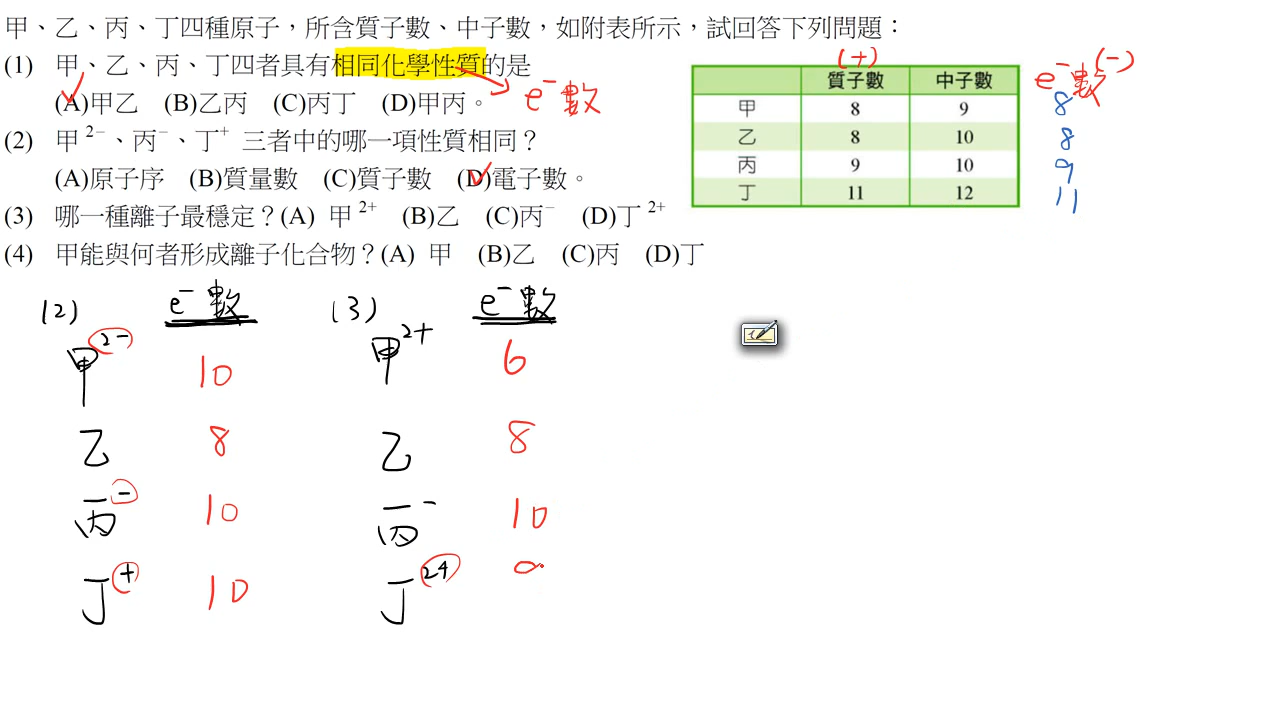 甲、乙、丙、丁四種原子，所含質子數、中子數，如附表所示，試回答下列問題：
(1) 甲、乙、丙、丁四者具有相同化學性質的是
(A)甲乙 (B)乙丙 (C)丙丁 (D)甲丙。 e⁻數
(2) 甲²⁻、丙⁻、丁⁺ 三者中的哪一項性質相同？
(A)原子序 (B)質量數 (C)質子數 (D)電子數。
(3) 哪一種離子最穩定？(A) 甲²⁺ (B)乙 (C)丙⁻ (D)丁²⁺
(4) 甲能與何者形成離子化合物？(A) 甲 (B)乙 (C)丙 (D)丁
(+) (-)
質子數 中子數 e⁻數
甲 8 9 8
乙 8 10 8
丙 9 10 9
丁 11 12 11
(2) e⁻數
甲²⁻ 10
乙 8
丙⁻ 10
丁⁺ 10
(3) e⁻數
甲²⁺ 6
乙 8
丙⁻ 10
丁²⁺